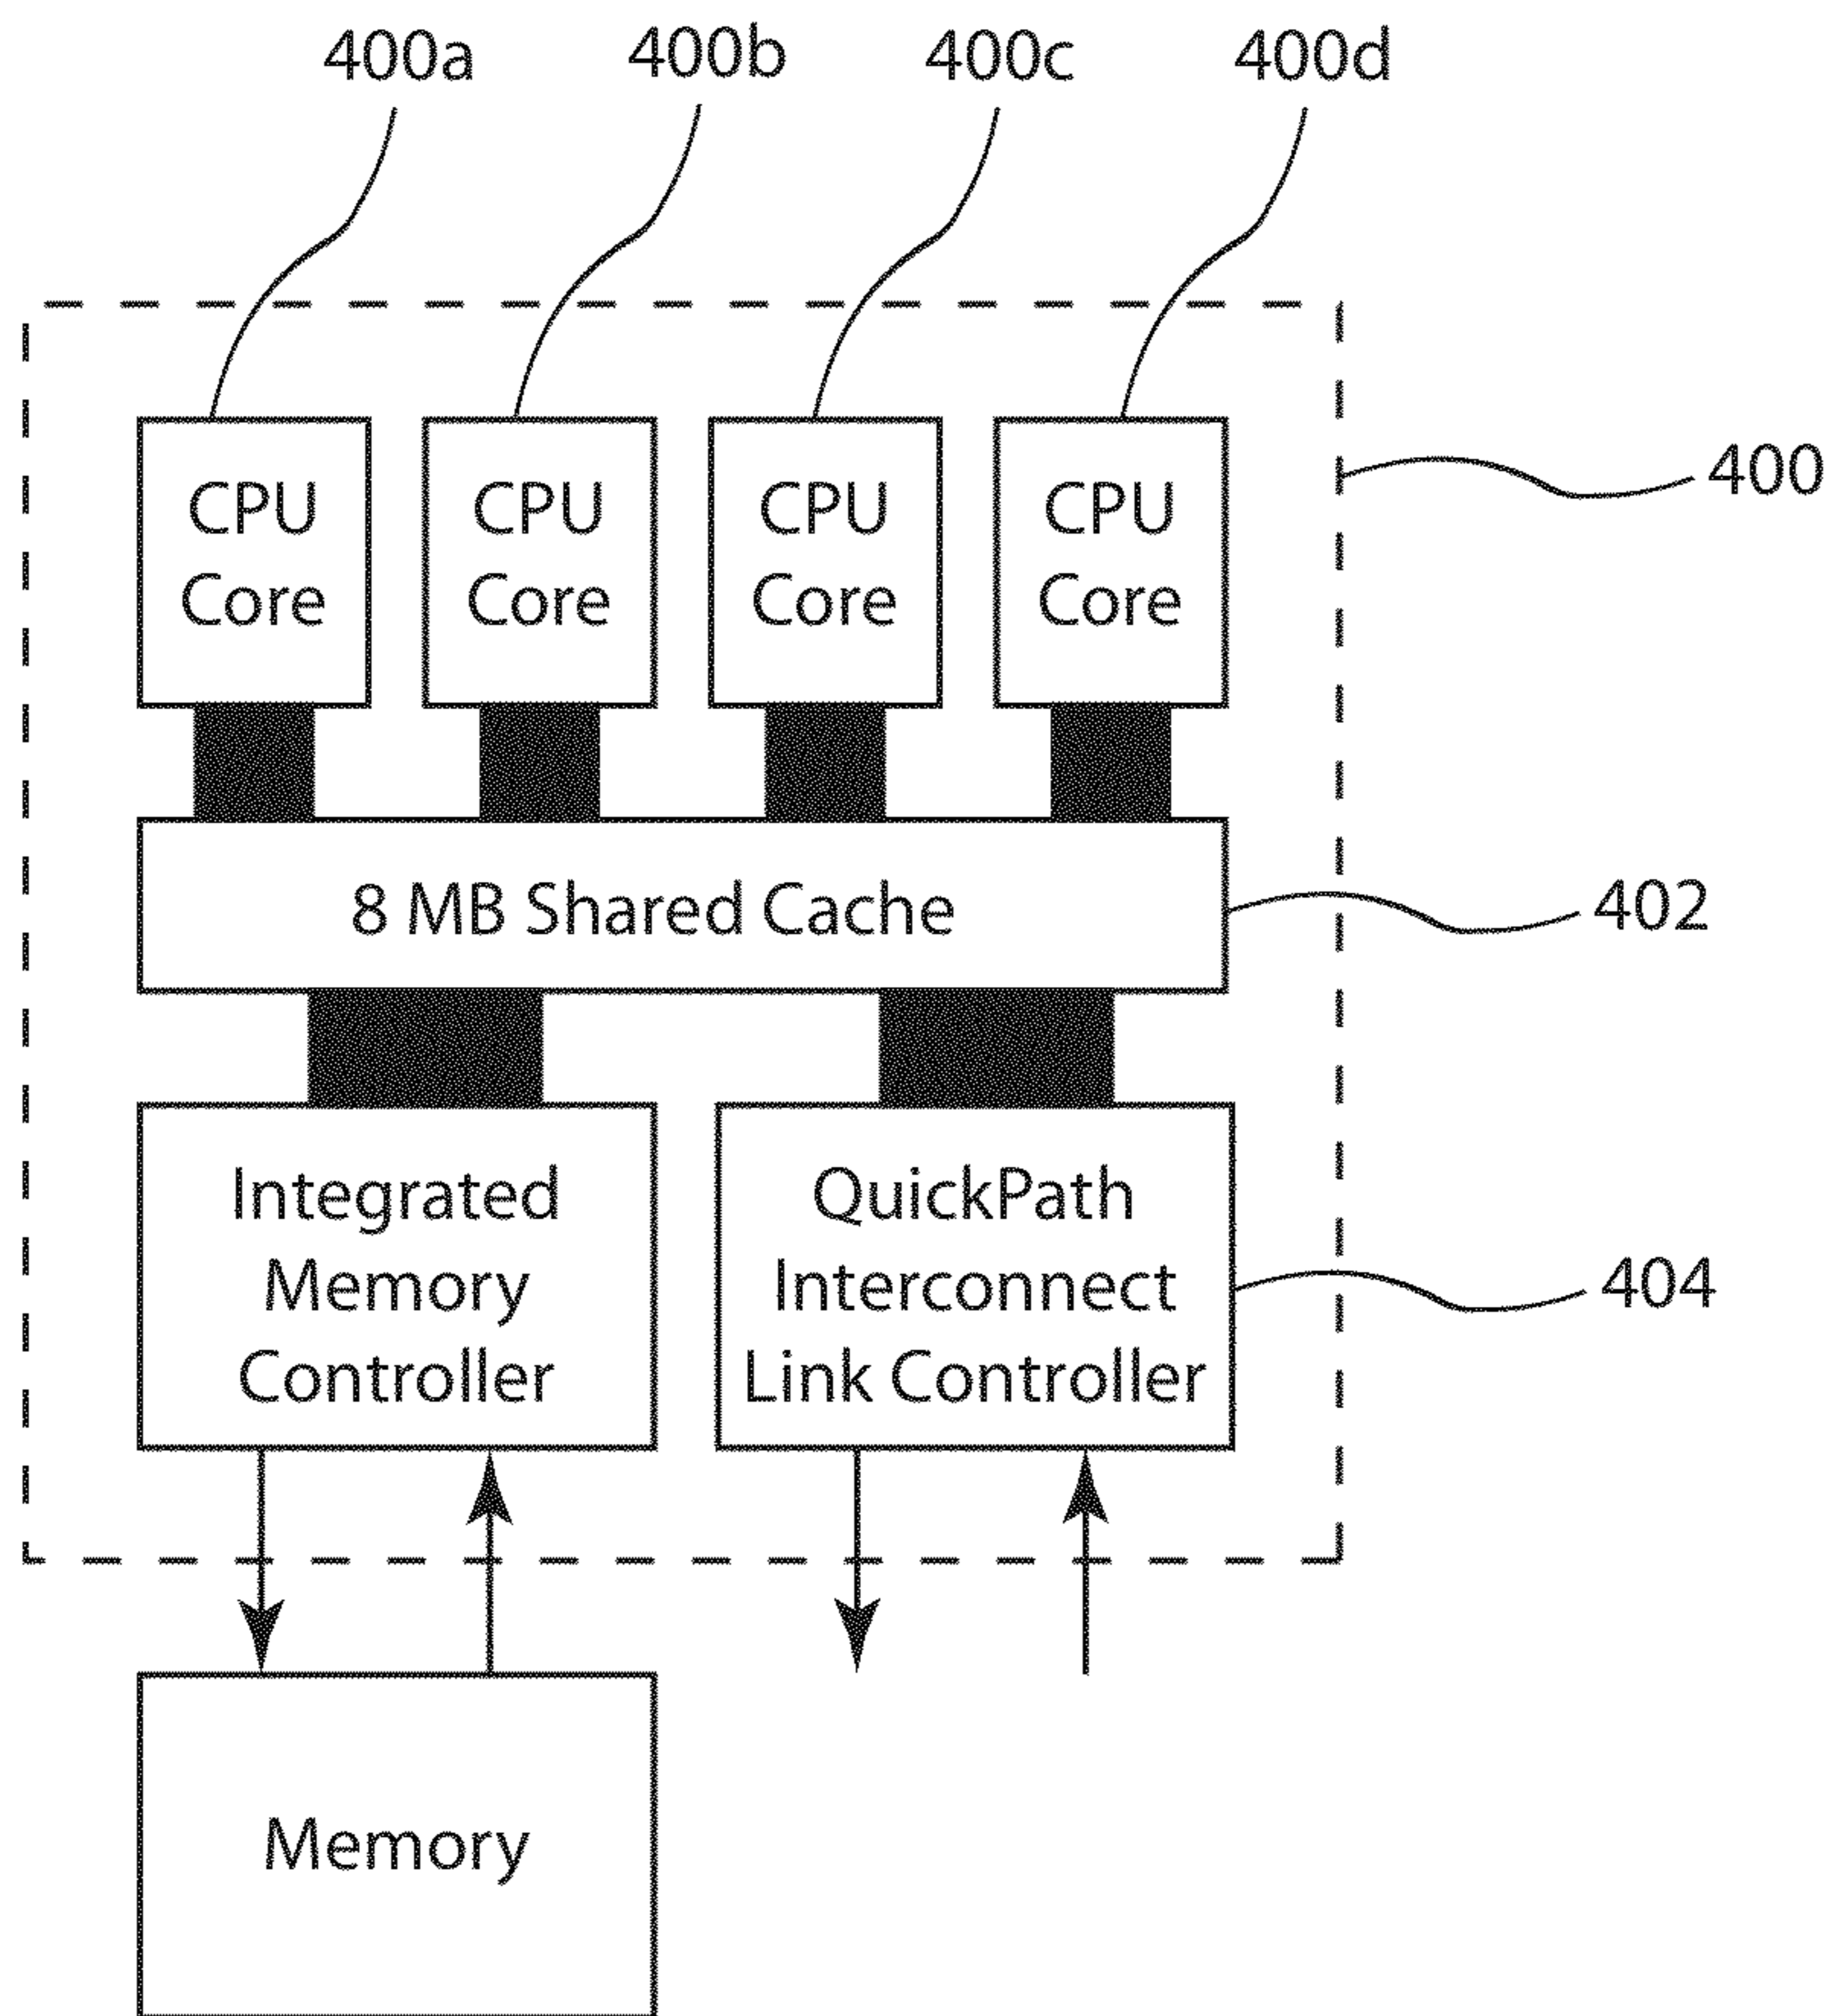 400a 400b 400c 400d
400
CPU Core
CPU Core
CPU Core
CPU Core
8 MB Shared Cache
402
Integrated
Memory
Controller
QuickPath
Interconnect
Link Controller
404
Memory